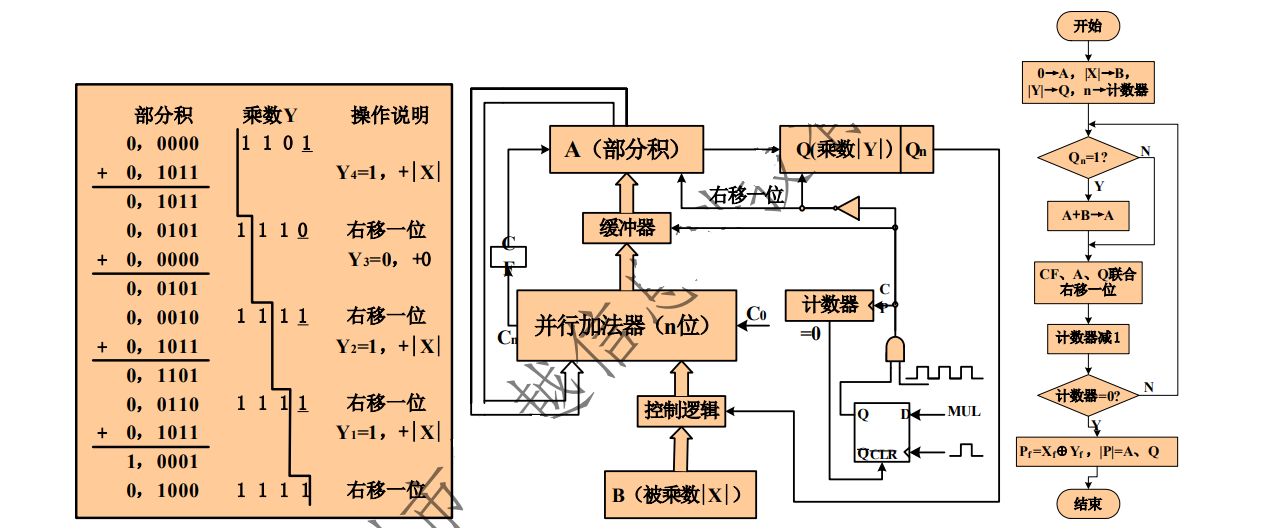 部分积 乘数Y 操作说明
0，0000 1 1 0 1
+ 0，1011 Y4=1，+|X|
0，1011
0，0101 1 1 1 0 右移一位
+ 0，0000 Y3=0，+0
0，0101
0，0010 1 1 1 1 右移一位
+ 0，1011 Y2=1，+|X|
0，1101
0，0110 1 1 1 1 右移一位
+ 0，1011 Y1=1，+|X|
1，0001
0，1000 1 1 1 1 右移一位
A（部分积）
Q(乘数|Y|)
Qn
右移一位
缓冲器
CF
并行加法器（n位）
Cn
C0
计数器
CP
=0
控制逻辑
B（被乘数|X|）
Q D
MUL
Q CLR
开始
0→A，|X|→B，
|Y|→Q，n→计数器
Qn=1?
N
Y
A+B→A
CF、A、Q联合
右移一位
计数器减1
计数器=0?
N
Y
Pf=Xf⊕Yf，|P|=A、Q
结束